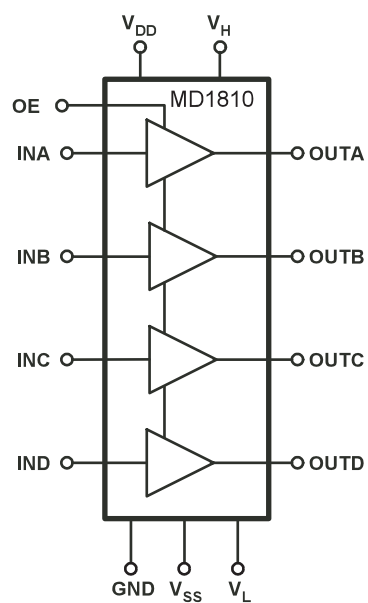 VDD VH
MD1810
OE
INA OUTA
INB OUTB
INC OUTC
IND OUTD
GND VSS VL